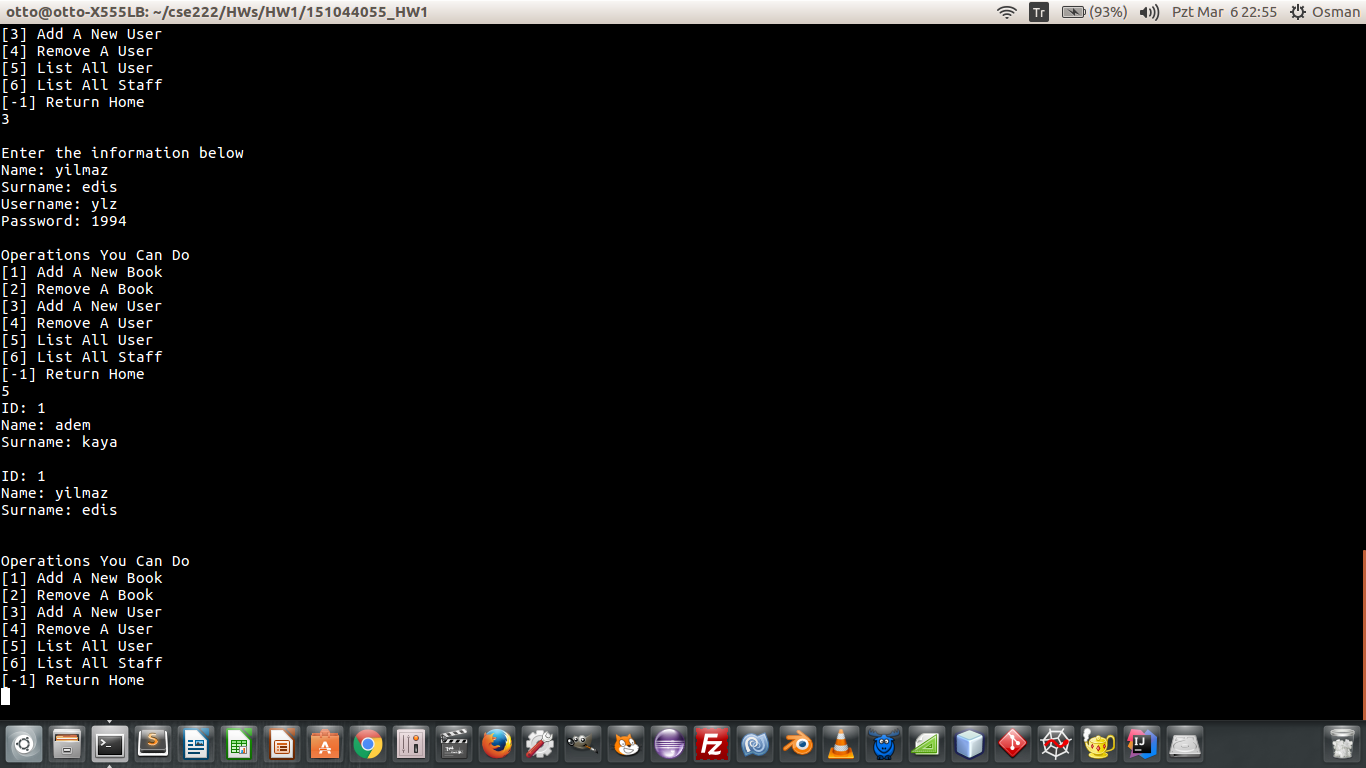 otto@otto-X555LB: ~/cse222/HWs/HW1/151044055_HW1
Tr (93%) Pzt Mar 6 22:55 Osman
[3] Add A New User
[4] Remove A User
[5] List All User
[6] List All Staff
[-1] Return Home
3
Enter the information below
Name: yilmaz
Surname: edis
Username: ylz
Password: 1994
Operations You Can Do
[1] Add A New Book
[2] Remove A Book
[3] Add A New User
[4] Remove A User
[5] List All User
[6] List All Staff
[-1] Return Home
5
ID: 1
Name: adem
Surname: kaya
ID: 1
Name: yilmaz
Surname: edis
Operations You Can Do
[1] Add A New Book
[2] Remove A Book
[3] Add A New User
[4] Remove A User
[5] List All User
[6] List All Staff
[-1] Return Home